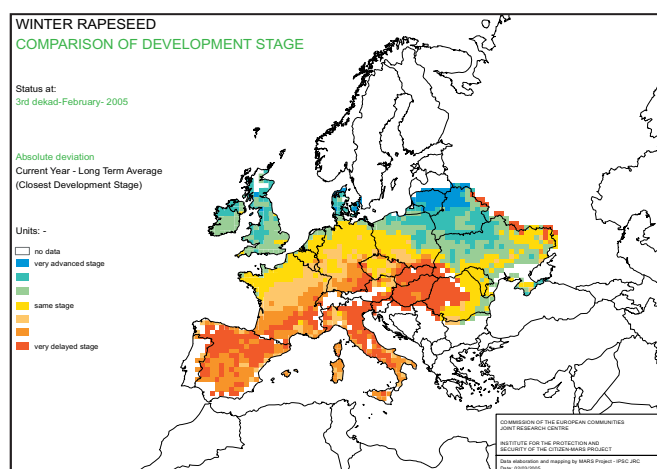 WINTER RAPESEED
COMPARISON OF DEVELOPMENT STAGE
Status at:
3rd dekad-February- 2005
Absolute deviation
Current Year - Long Term Average
(Closest Development Stage)
Units: -
no data
very advanced stage
same stage
very delayed stage
COMMISSION OF THE EUROPEAN COMMUNITIES
JOINT RESEARCH CENTRE
INSTITUTE FOR THE PROTECTION AND
SECURITY OF THE CITIZEN-MARS PROJECT
Data elaboration and mapping by MARS Project - IPSC JRC